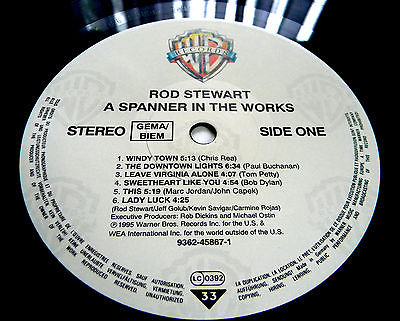 RECORDS
ROD STEWART
A SPANNER IN THE WORKS
STEREO
GEMA/
BIEM
SIDE ONE
1. WINDY TOWN 5:13 (Chris Rea)
2. THE DOWNTOWN LIGHTS 6:34 (Paul Buchanan)
3. LEAVE VIRGINIA ALONE 4:07 (Tom Petty)
4. SWEETHEART LIKE YOU 4:54 (Bob Dylan)
5. THIS 5:19 (Marc Jordan/John Capek)
6. LADY LUCK 4:25
(Rod Stewart/Jeff Golub/Kevin Savigar/Carmine Rojas)
Executive Producers: Rob Dickins and Michael Ostin
℗ 1995 Warner Bros. Records Inc. for the U.S. and
WEA International Inc. for the world outside of the U.S.
9362-45867-1
LC 0392
33